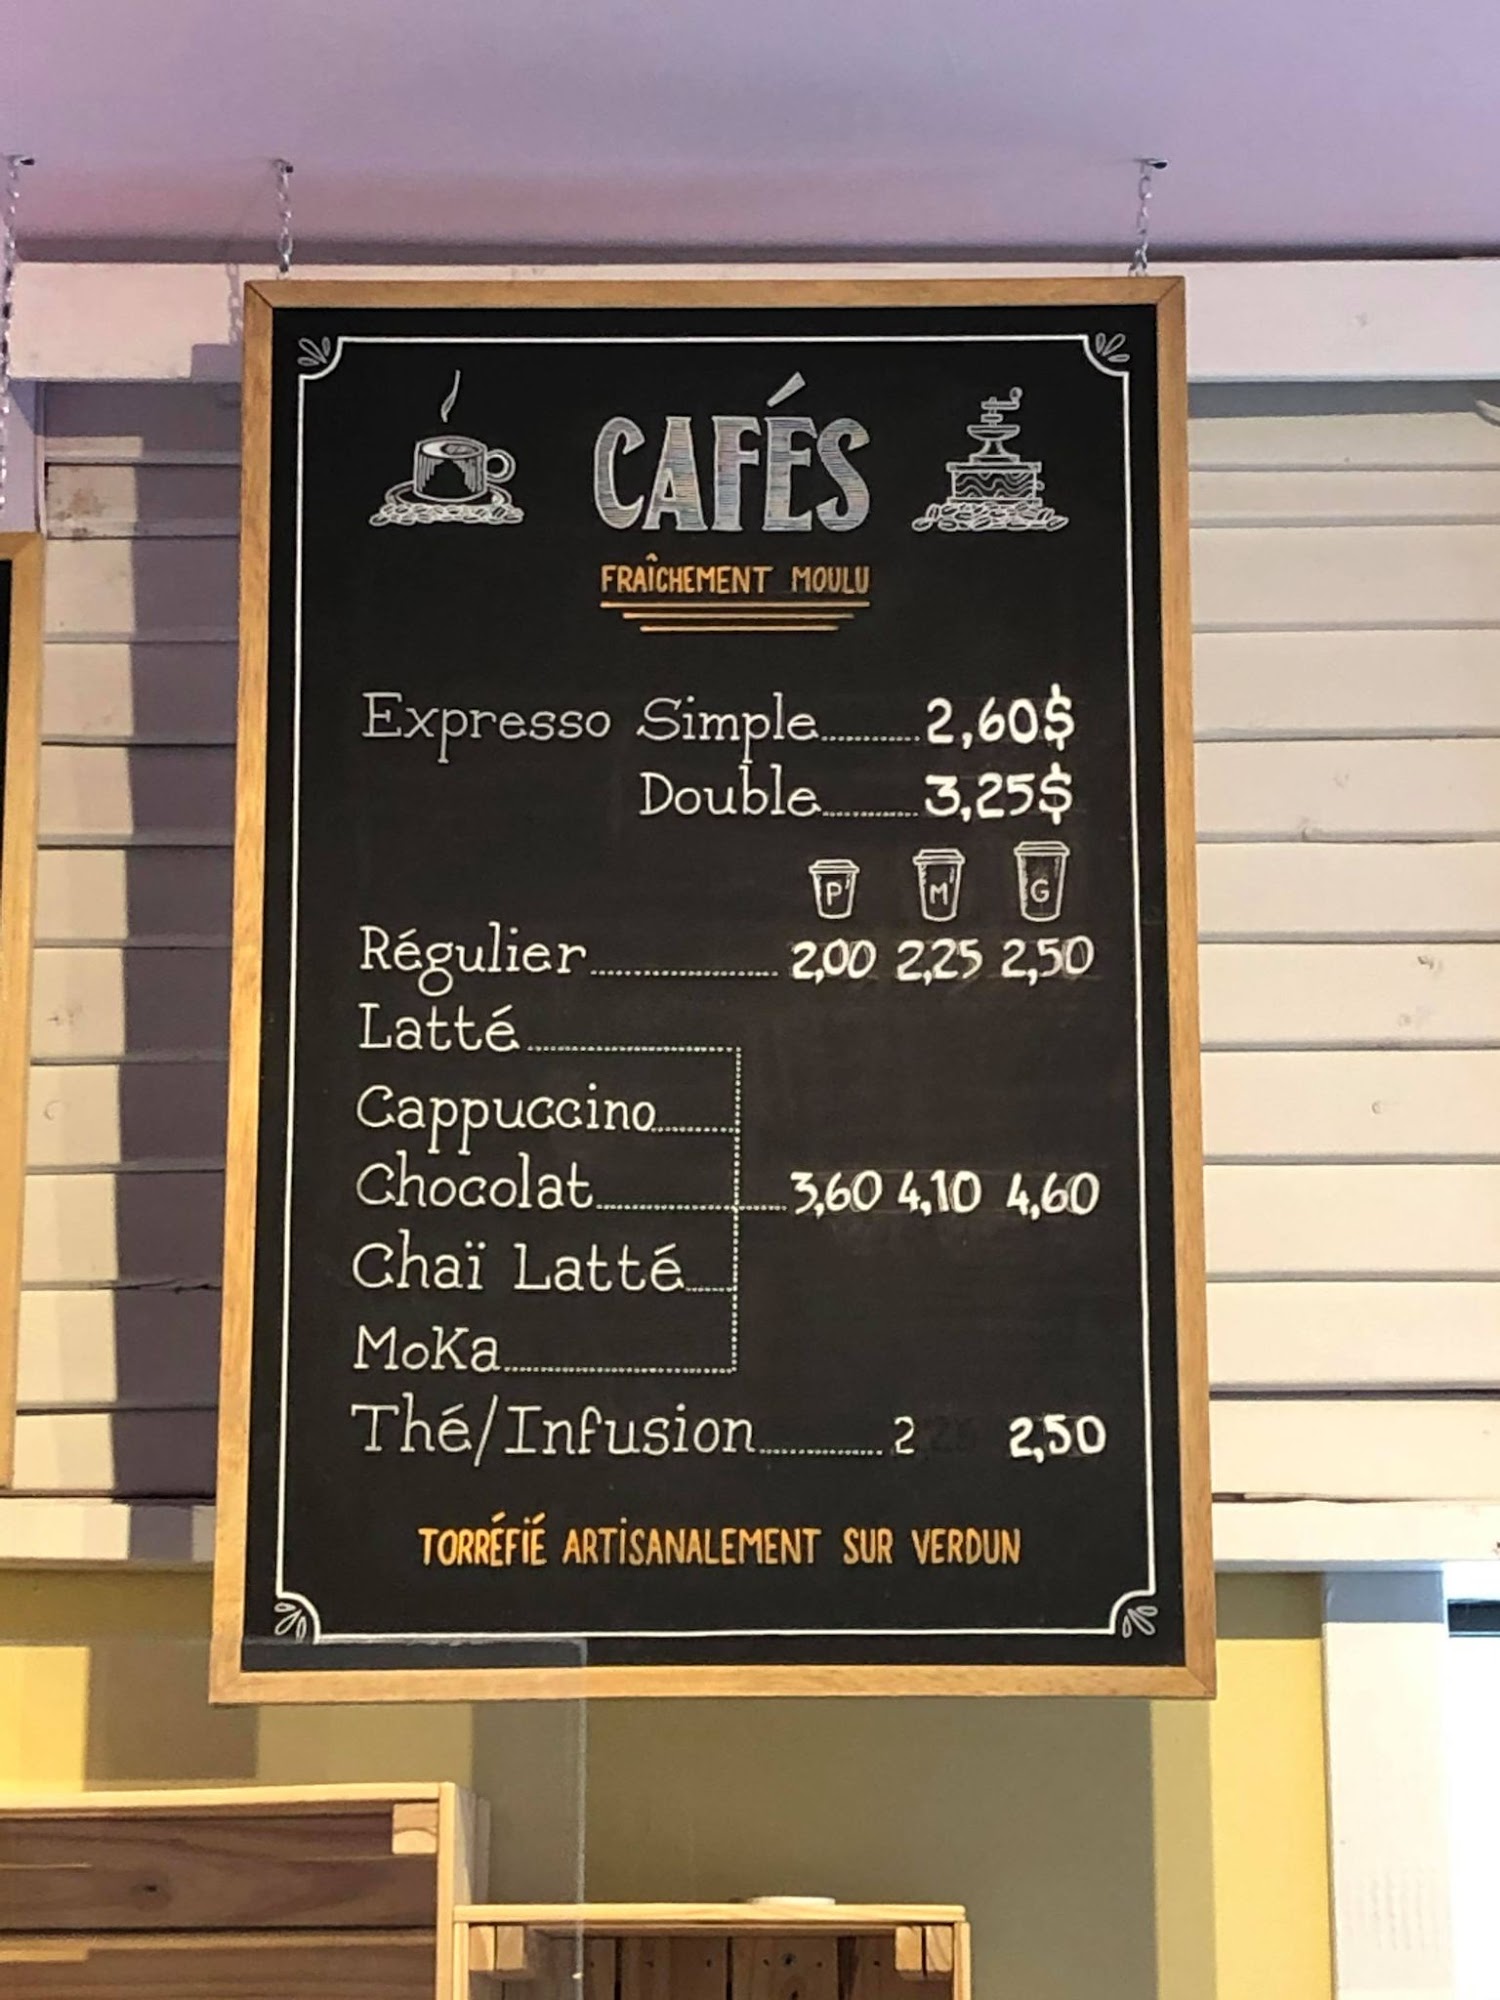 CAFÉS
FRAÎCHEMENT MOULU
Expresso Simple 2,60$
Double 3,25$
P M G
Régulier 2,00 2,25 2,50
Latté
Cappuccino
Chocolat 3,60 4,10 4,60
Chaï Latté
Moka
Thé/Infusion 2 2,50
TORRÉFIÉ ARTISANALEMENT SUR VERDUN